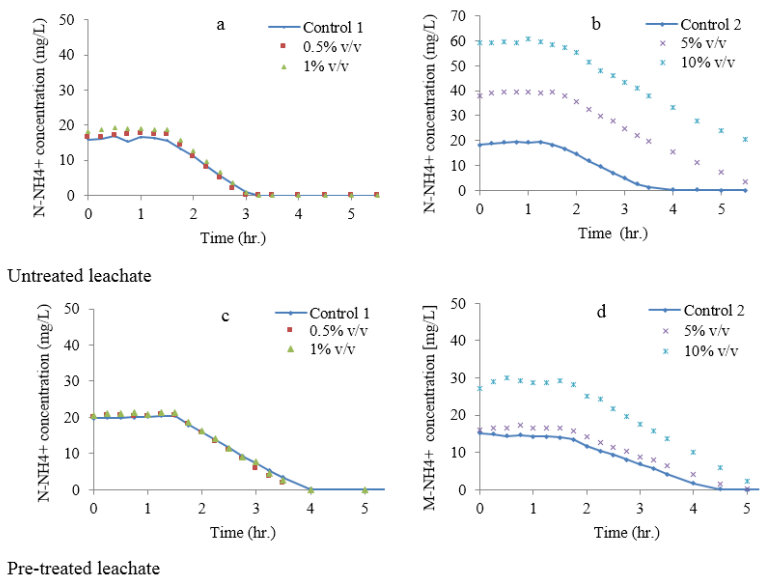 a
Control 1
0.5% v/v
1% v/v
N-NH4+ concentration (mg/L)
50
40
30
20
10
0
0 1 2 3 4 5
Time (hr.)
b
Control 2
5% v/v
10% v/v
N-NH4+ concentration (mg/L)
70
60
50
40
30
20
10
0
0 1 2 3 4 5
Time (hr.)
Untreated leachate
c
Control 1
0.5% v/v
1% v/v
N-NH4+ concentration (mg/L)
50
40
30
20
10
0
0 1 2 3 4 5
Time (hr.)
d
Control 2
5% v/v
10% v/v
M-NH4+ concentration [mg/L]
50
40
30
20
10
0
0 1 2 3 4 5
Time (hr.)
Pre-treated leachate